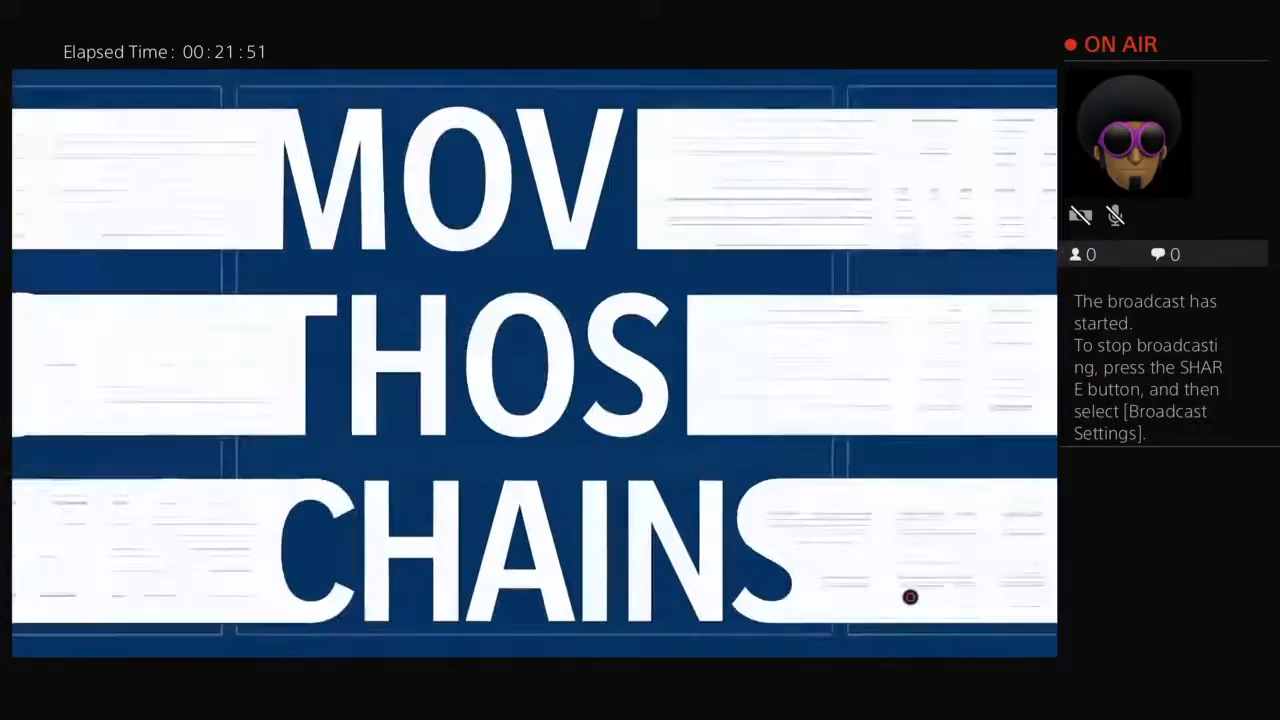 Elapsed Time: 00:21:51
ON AIR
MOV
THOS
CHAINS
0 0
The broadcast has
started.
To stop broadcasti
ng, press the SHAR
E button, and then
select [Broadcast
Settings].